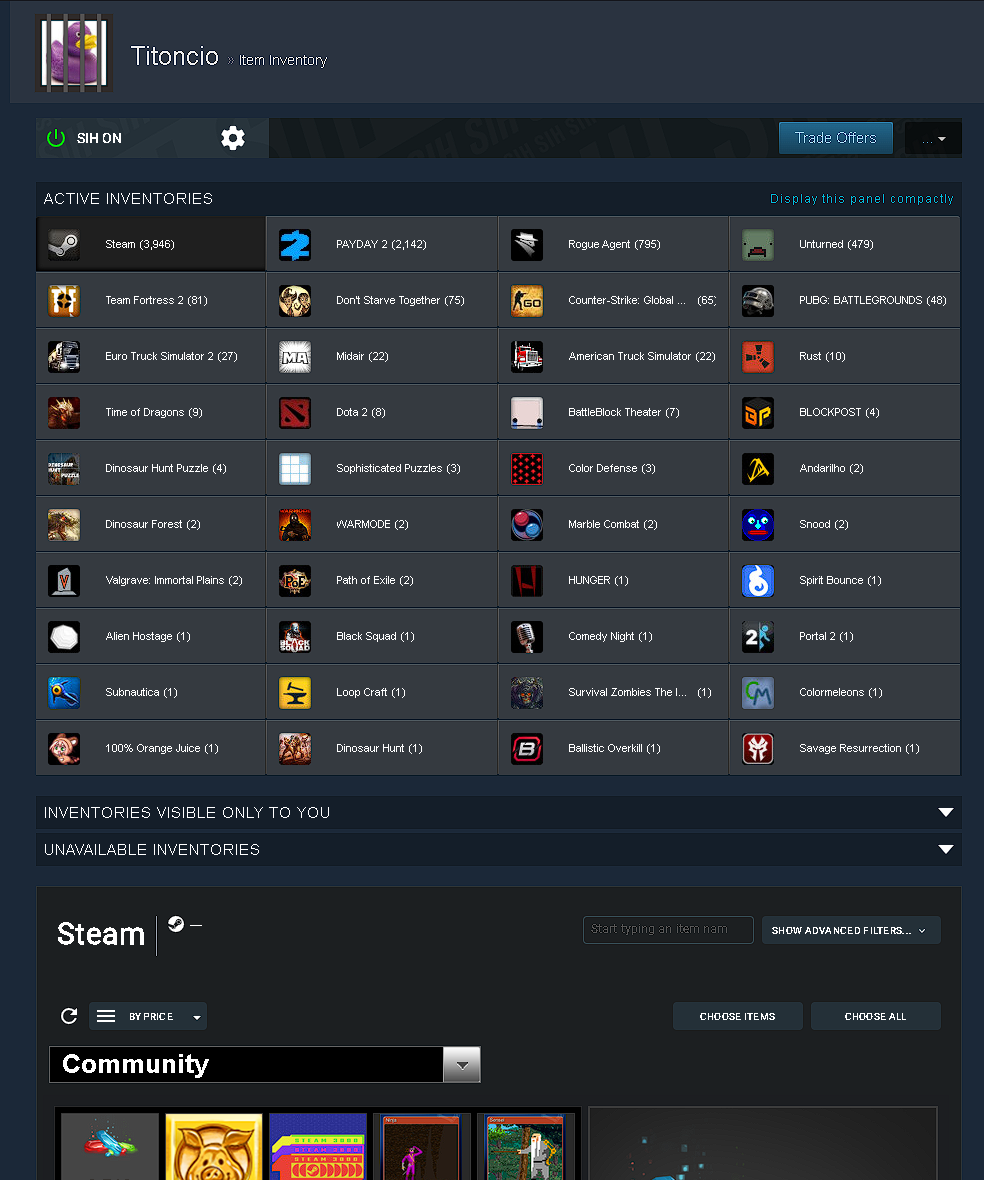 Titoncio » Item Inventory
SIH ON
Trade Offers
...
ACTIVE INVENTORIES
Display this panel compactly
Steam (3,946)
PAYDAY 2 (2,142)
Rogue Agent (795)
Unturned (479)
Team Fortress 2 (81)
Don't Starve Together (75)
Counter-Strike: Global ... (65)
PUBG: BATTLEGROUNDS (48)
Euro Truck Simulator 2 (27)
Midair (22)
American Truck Simulator (22)
Rust (10)
Time of Dragons (9)
Dota 2 (8)
BattleBlock Theater (7)
BLOCKPOST (4)
Dinosaur Hunt Puzzle (4)
Sophisticated Puzzles (3)
Color Defense (3)
Andarilho (2)
Dinosaur Forest (2)
WARMODE (2)
Marble Combat (2)
Snood (2)
Valgrave: Immortal Plains (2)
Path of Exile (2)
HUNGER (1)
Spirit Bounce (1)
Alien Hostage (1)
Black Squad (1)
Comedy Night (1)
Portal 2 (1)
Subnautica (1)
Loop Craft (1)
Survival Zombies The I... (1)
Colormeleons (1)
100% Orange Juice (1)
Dinosaur Hunt (1)
Ballistic Overkill (1)
Savage Resurrection (1)
INVENTORIES VISIBLE ONLY TO YOU
UNAVAILABLE INVENTORIES
Steam
—
Start typing an item nam
SHOW ADVANCED FILTERS...
BY PRICE
CHOOSE ITEMS
CHOOSE ALL
Community